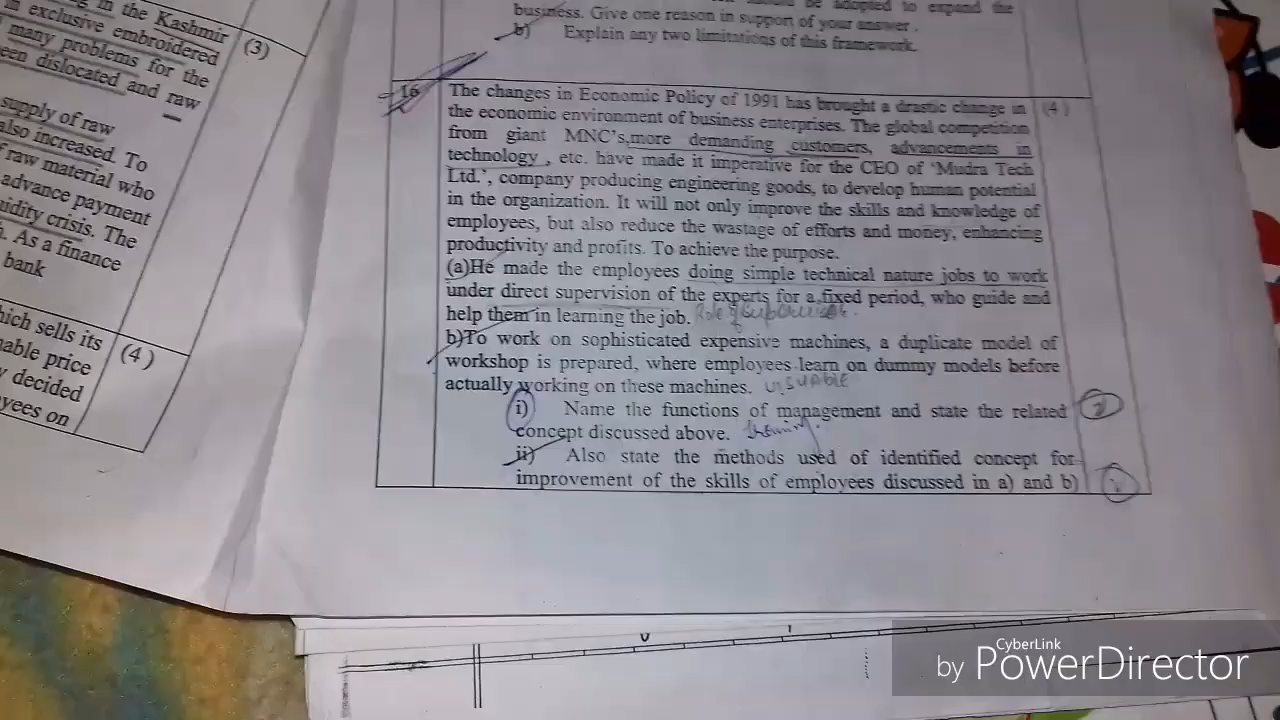 in the Kashmir
in exclusive embroidered
(3)
many problems for the
een dislocated and raw
supply of raw
also increased. To
raw material who
advance payment
uidity crisis. The
. As a finance
bank
hich sells its
(4)
nable price
decided
yees on
be adopted to expand the
business. Give one reason in support of your answer.
b) Explain any two limitations of this framework.
16 The changes in Economic Policy of 1991 has brought a drastic change in (4)
the economic environment of business enterprises. The global competition
from giant MNC's,more demanding customers, advancements in
technology , etc. have made it imperative for the CEO of 'Mudra Tech
Ltd.', company producing engineering goods, to develop human potential
in the organization. It will not only improve the skills and knowledge of
employees, but also reduce the wastage of efforts and money, enhancing
productivity and profits. To achieve the purpose.
(a)He made the employees doing simple technical nature jobs to work
under direct supervision of the experts for a fixed period, who guide and
help them in learning the job.
b)To work on sophisticated expensive machines, a duplicate model of
workshop is prepared, where employees learn on dummy models before
actually working on these machines.
i) Name the functions of management and state the related
concept discussed above.
ii) Also state the methods used of identified concept for
improvement of the skills of employees discussed in a) and b)
CyberLink
by PowerDirector